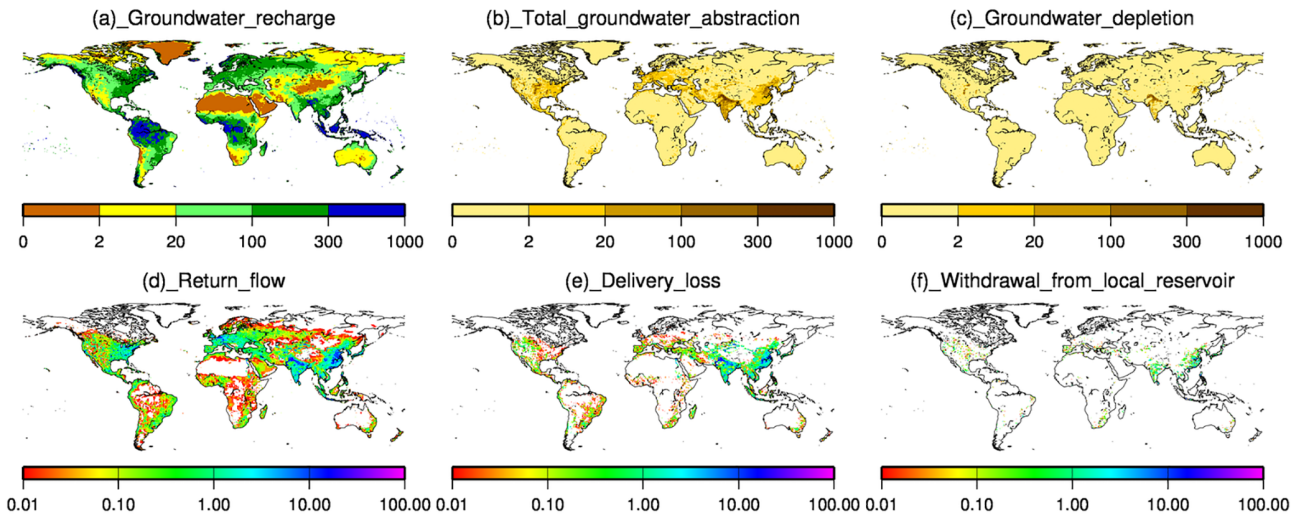 (a)_Groundwater_recharge
(b)_Total_groundwater_abstraction
(c)_Groundwater_depletion
0 2 20 100 300 1000
0 2 20 100 300 1000
0 2 20 100 300 1000
(d)_Return_flow
(e)_Delivery_loss
(f)_Withdrawal_from_local_reservoir
0.01 0.10 1.00 10.00 100.00
0.01 0.10 1.00 10.00 100.00
0.01 0.10 1.00 10.00 100.00